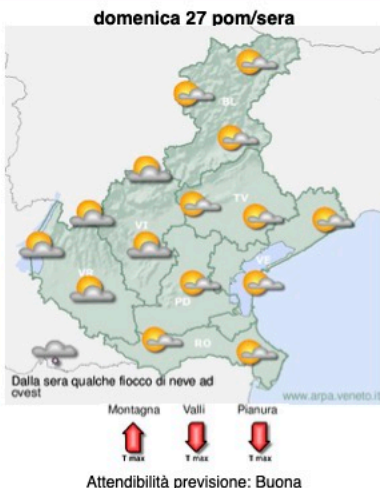 domenica 27 pom/sera
BL
TV
VI
VE
VR
PD
RO
Dalla sera qualche fiocco di neve ad
ovest
www.arpa.veneto.it
Montagna Valli Pianura
T max T max T max
Attendibilità previsione: Buona